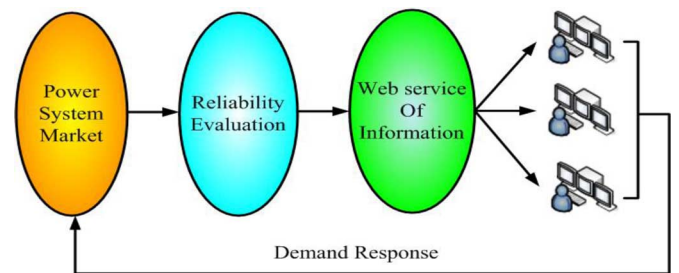 Power
System
Market
Reliability
Evaluation
Web service
Of
Information
Demand Response